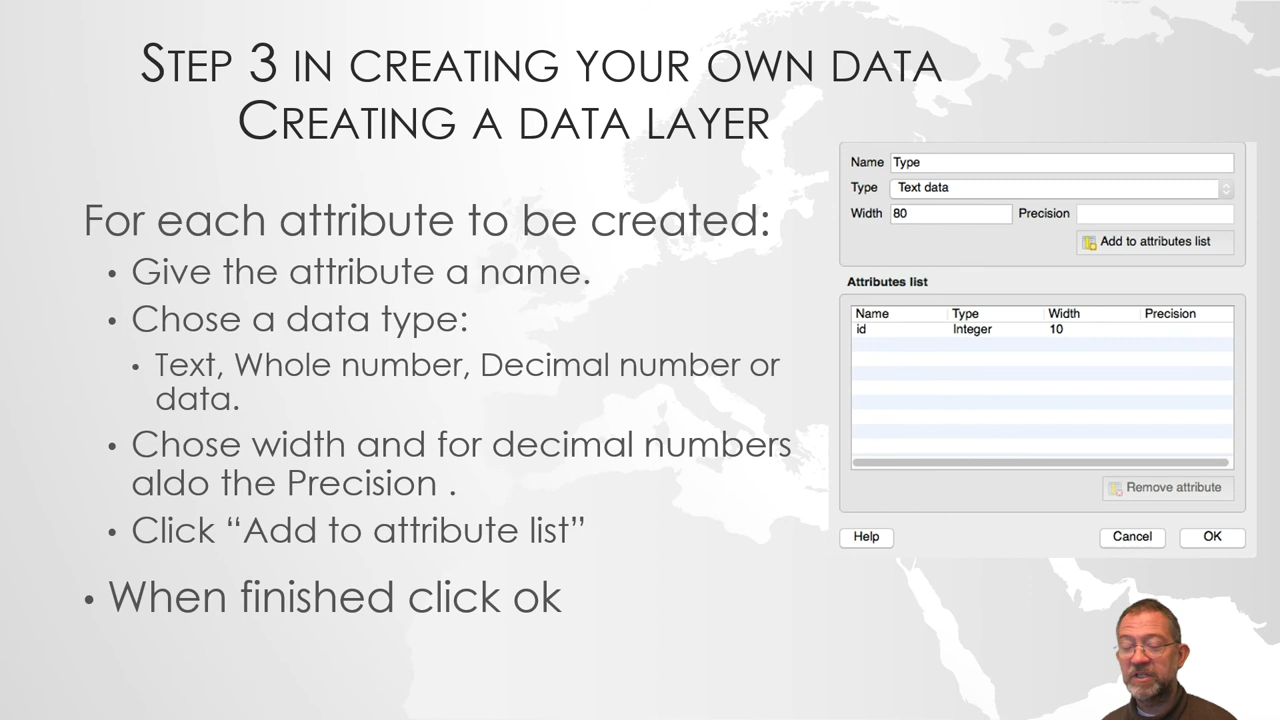 Step 3 in creating your own data
Creating a data layer
For each attribute to be created:
• Give the attribute a name.
• Chose a data type:
• Text, Whole number, Decimal number or
data.
• Chose width and for decimal numbers
aldo the Precision .
• Click “Add to attribute list”
• When finished click ok
Name Type
Type Text data
Width 80 Precision
Add to attributes list
Attributes list
Name Type Width Precision
id Integer 10
Remove attribute
Help Cancel OK